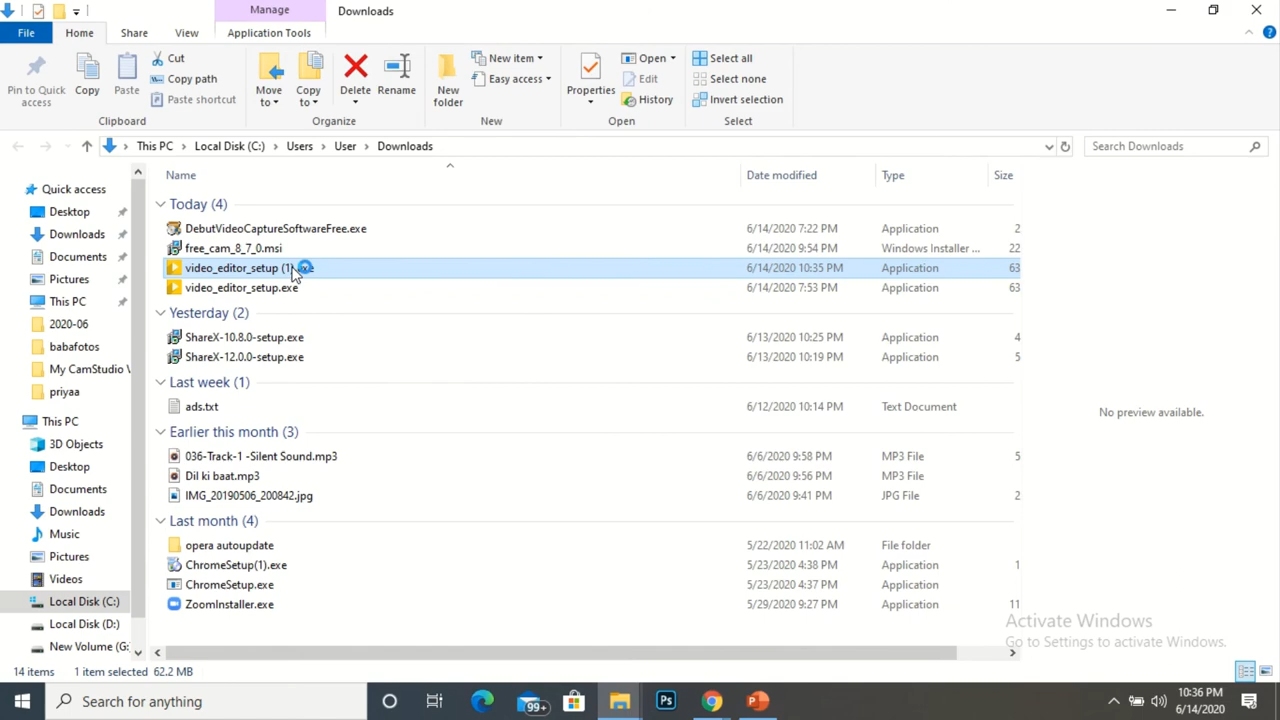 Manage
Downloads
File
Home
Share
View
Application Tools
Pin to Quick access
Copy
Paste
Cut
Copy path
Paste shortcut
Clipboard
Move to
Copy to
Delete
Rename
Organize
New folder
New item
Easy access
New
Properties
Open
Edit
History
Open
Select all
Select none
Invert selection
Select
This PC > Local Disk (C:) > Users > User > Downloads
Search Downloads
Name
Date modified
Type
Size
Quick access
Desktop
Downloads
Documents
Pictures
This PC
2020-06
babafotos
My CamStudio V
priyaa
This PC
3D Objects
Desktop
Documents
Downloads
Music
Pictures
Videos
Local Disk (C:)
Local Disk (D:)
New Volume (G:
Today (4)
DebutVideoCaptureSoftwareFree.exe 6/14/2020 7:22 PM Application 2
free_cam_8_7_0.msi 6/14/2020 9:54 PM Windows Installer ... 22
video_editor_setup (1) 6/14/2020 10:35 PM Application 63
video_editor_setup.exe 6/14/2020 7:53 PM Application 63
Yesterday (2)
ShareX-10.8.0-setup.exe 6/13/2020 10:25 PM Application 4
ShareX-12.0.0-setup.exe 6/13/2020 10:19 PM Application 5
Last week (1)
ads.txt 6/12/2020 10:14 PM Text Document
Earlier this month (3)
036-Track-1 -Silent Sound.mp3 6/6/2020 9:58 PM MP3 File 5
Dil ki baat.mp3 6/6/2020 9:56 PM MP3 File
IMG_20190506_200842.jpg 6/6/2020 9:41 PM JPG File 2
Last month (4)
opera autoupdate 5/22/2020 11:02 AM File folder
ChromeSetup(1).exe 5/23/2020 4:38 PM Application 1
ChromeSetup.exe 5/23/2020 4:37 PM Application
ZoomInstaller.exe 5/29/2020 9:27 PM Application 11
No preview available.
Activate Windows
Go to Settings to activate Windows.
14 items 1 item selected 62.2 MB
Search for anything
99+
Ps
10:36 PM
6/14/2020